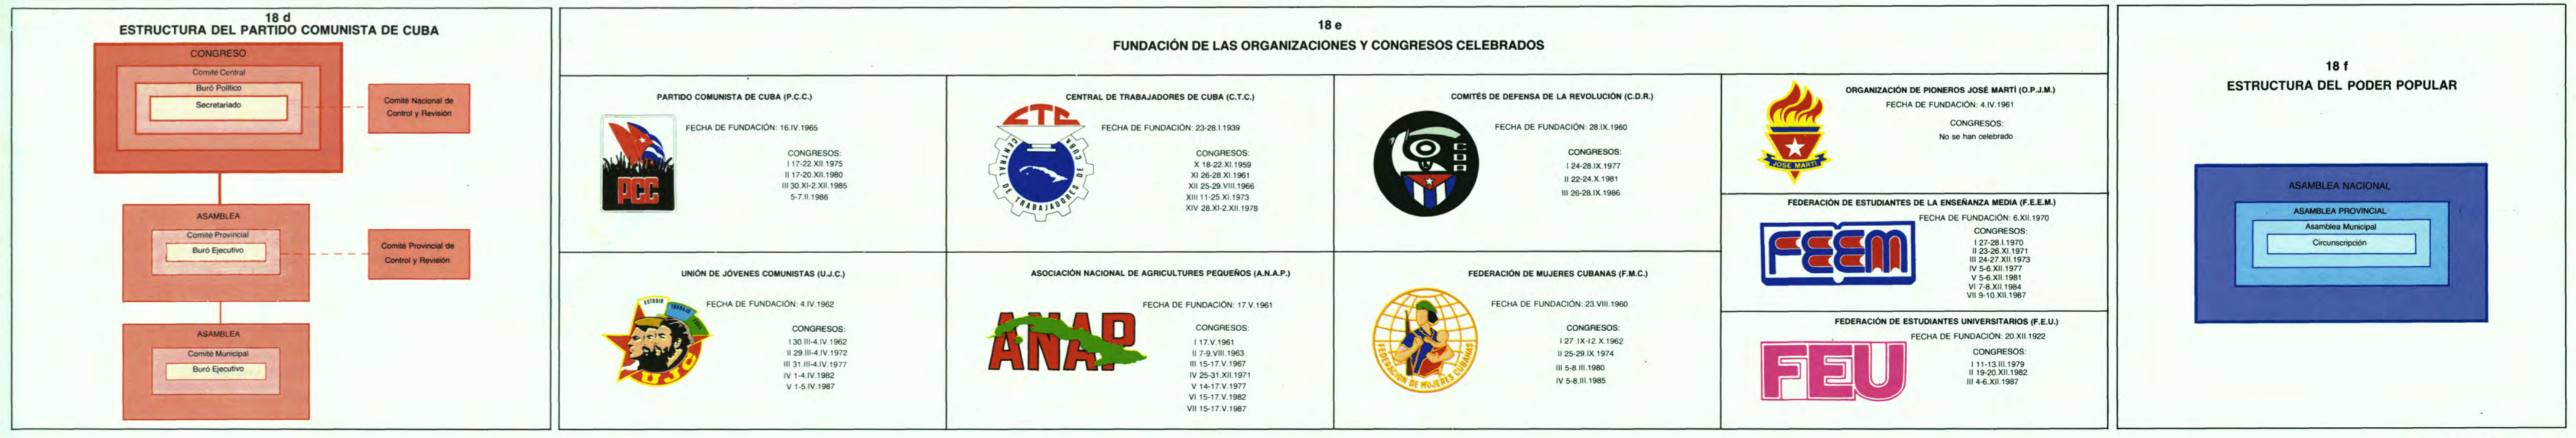 18 d
ESTRUCTURA DEL PARTIDO COMUNISTA DE CUBA
CONGRESO
Comité Central
Buró Político
Secretariado
Comité Nacional de
Control y Revisión
ASAMBLEA
Comité Provincial
Buró Ejecutivo
Comité Provincial de
Control y Revisión
ASAMBLEA
Comité Municipal
Buró Ejecutivo
18 e
FUNDACIÓN DE LAS ORGANIZACIONES Y CONGRESOS CELEBRADOS
PARTIDO COMUNISTA DE CUBA (P.C.C.)
PCC
FECHA DE FUNDACIÓN: 16.IV.1965
CONGRESOS:
I 17-22.XII.1975
II 17-20.XII.1980
III 30.XI-2.XII.1985
5-7.II.1986
CENTRAL DE TRABAJADORES DE CUBA (C.T.C.)
CTC
CENTRAL DE TRABAJADORES DE CUBA
FECHA DE FUNDACIÓN: 23-28.I.1939
CONGRESOS:
X 18-22.XI.1959
XI 26-28.XI.1961
XII 25-29.VIII.1966
XIII 11-25.XI.1973
XIV 28.XI-2.XII.1978
COMITÉS DE DEFENSA DE LA REVOLUCIÓN (C.D.R.)
CDR
FECHA DE FUNDACIÓN: 28.IX.1960
CONGRESOS:
I 24-28.IX.1977
II 22-24.X.1981
III 26-28.IX.1986
ORGANIZACIÓN DE PIONEROS JOSÉ MARTÍ (O.P.J.M.)
JOSE MARTI
FECHA DE FUNDACIÓN: 4.IV.1961
CONGRESOS:
No se han celebrado
FEDERACIÓN DE ESTUDIANTES DE LA ENSEÑANZA MEDIA (F.E.E.M.)
FEEM
FECHA DE FUNDACIÓN: 6.XII.1970
CONGRESOS:
I 27-28.I.1970
II 23-26.XI.1971
III 24-27.XII.1973
IV 5-6.XII.1977
V 5-6.XII.1981
VI 7-8.XII.1984
VII 9-10.XII.1987
UNIÓN DE JÓVENES COMUNISTAS (U.J.C.)
ESTUDIO TRABAJO FUSIL
UJC
FECHA DE FUNDACIÓN: 4.IV.1962
CONGRESOS:
I 30.III-4.IV.1962
II 29.III-4.IV.1972
III 31.III-4.IV.1977
IV 1-4.IV.1982
V 1-5.IV.1987
ASOCIACIÓN NACIONAL DE AGRICULTURES PEQUEÑOS (A.N.A.P.)
ANAP
FECHA DE FUNDACIÓN: 17.V.1961
CONGRESOS:
I 17.V.1961
II 7-9.VIII.1963
III 15-17.V.1967
IV 25-31.XII.1971
V 14-17.V.1977
VI 15-17.V.1982
VII 15-17.V.1987
FEDERACIÓN DE MUJERES CUBANAS (F.M.C.)
FEDERACION DE MUJERES CUBANAS
FECHA DE FUNDACIÓN: 23.VIII.1960
CONGRESOS:
I 27.IX-12.X.1962
II 25-29.IX.1974
III 5-8.III.1980
IV 5-8.III.1985
FEDERACIÓN DE ESTUDIANTES UNIVERSITARIOS (F.E.U.)
FEU
FECHA DE FUNDACIÓN: 20.XII.1922
CONGRESOS:
I 11-13.III.1979
II 19-20.XII.1982
III 4-6.XII.1987
18 f
ESTRUCTURA DEL PODER POPULAR
ASAMBLEA NACIONAL
ASAMBLEA PROVINCIAL
Asamblea Municipal
Circunscripción